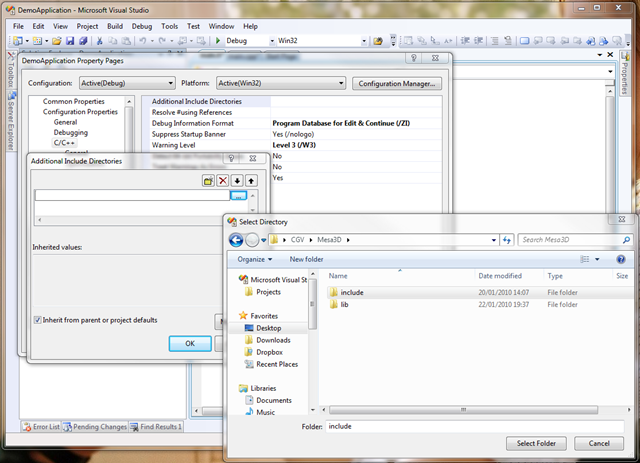 DemoApplication - Microsoft Visual Studio
File Edit View Project Build Debug Tools Test Window Help
Debug Win32
DemoApplication Property Pages
Configuration: Active(Debug) Platform: Active(Win32) Configuration Manager...
Common Properties
Configuration Properties
General
Debugging
C/C++
General
Additional Include Directories
Resolve #using References
Debug Information Format Program Database for Edit & Continue (/ZI)
Suppress Startup Banner Yes (/nologo)
Warning Level Level 3 (/W3)
No
No
Yes
Toolbox
Server Explorer
Properties
Additional Include Directories
...
Inherited values:
Inherit from parent or project defaults
OK
Select Directory
CGV Mesa3D
Search Mesa3D
Organize New folder
Microsoft Visual St
Projects
Favorites
Desktop
Downloads
Dropbox
Recent Places
Libraries
Documents
Music
Name Date modified Type Size
include 20/01/2010 14:07 File folder
lib 22/01/2010 19:37 File folder
Folder: include
Select Folder Cancel
Error List Pending Changes Find Results 1